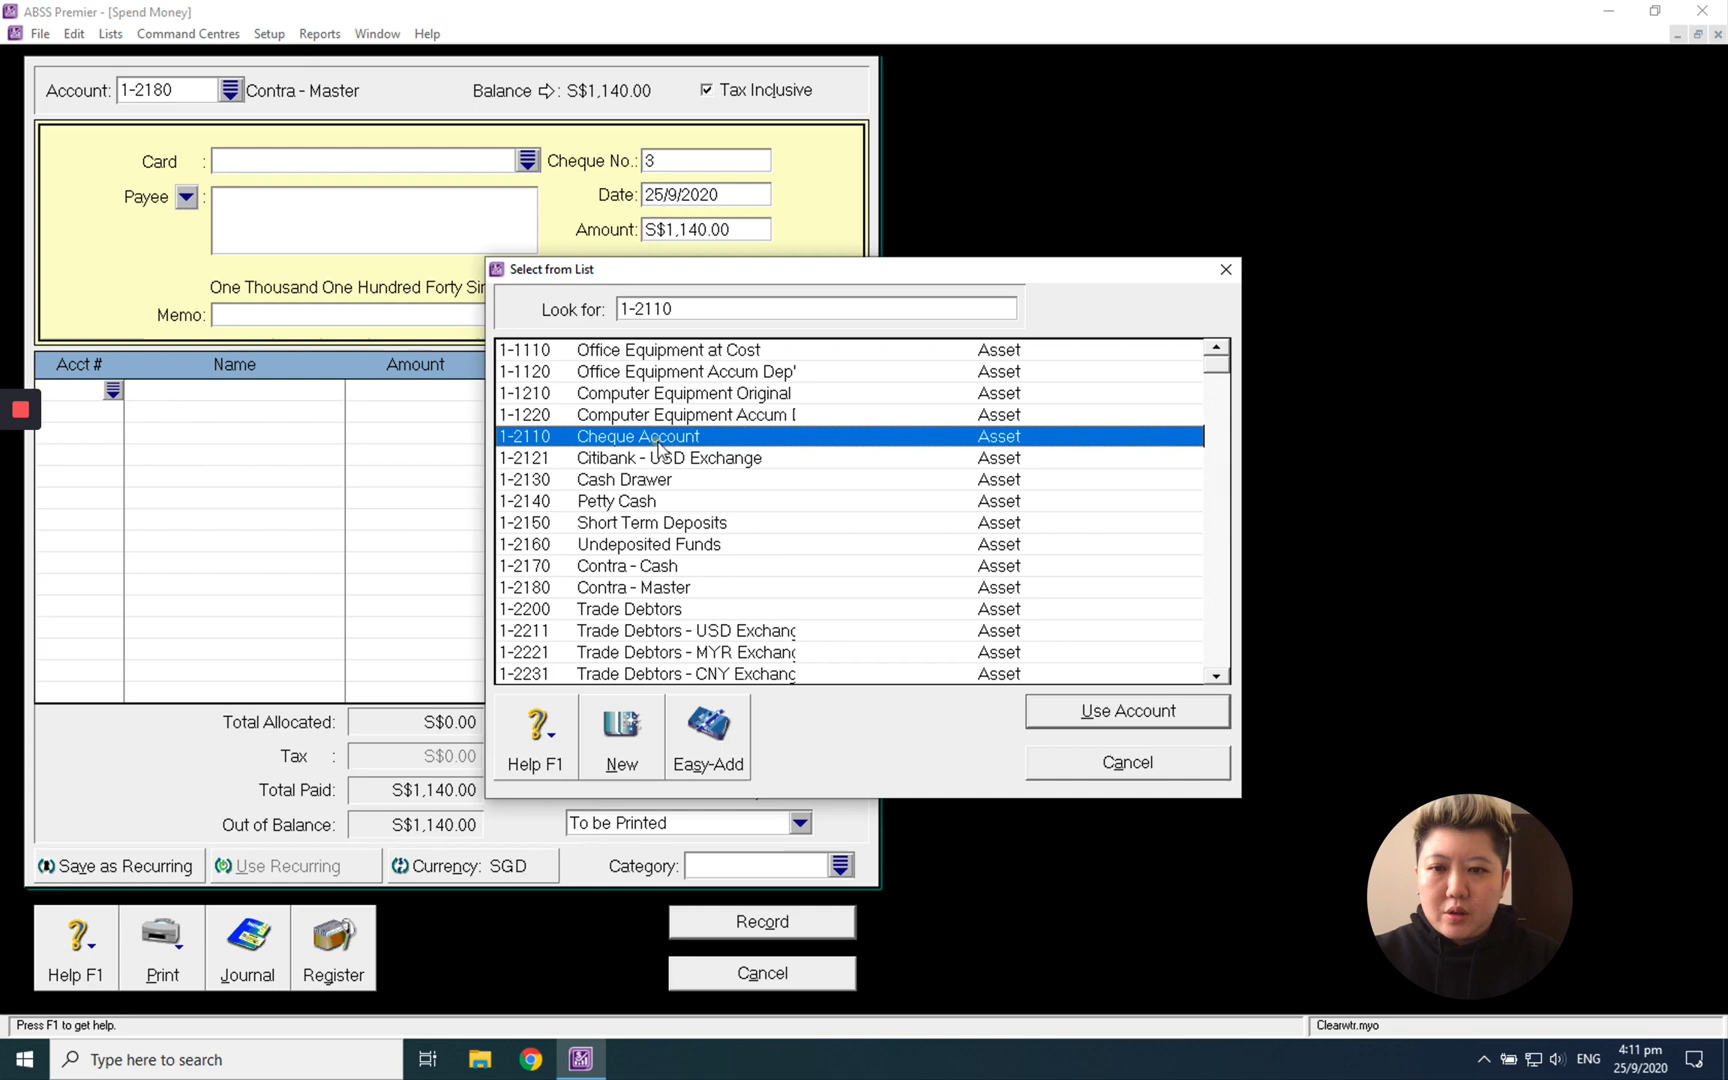 ABSS Premier - [Spend Money]
File Edit Lists Command Centres Setup Reports Window Help
Account: 1-2180 Contra - Master Balance : S$1,140.00 Tax Inclusive
Card : Cheque No.: 3
Payee : Date: 25/9/2020
Amount: S$1,140.00
One Thousand One Hundred Forty Sin
Memo:
Acct # Name Amount
Select from List
Look for: 1-2110
1-1110 Office Equipment at Cost Asset
1-1120 Office Equipment Accum Dep' Asset
1-1210 Computer Equipment Original Asset
1-1220 Computer Equipment Accum Asset
1-2110 Cheque Account Asset
1-2121 Citibank - USD Exchange Asset
1-2130 Cash Drawer Asset
1-2140 Petty Cash Asset
1-2150 Short Term Deposits Asset
1-2160 Undeposited Funds Asset
1-2170 Contra - Cash Asset
1-2180 Contra - Master Asset
1-2200 Trade Debtors Asset
1-2211 Trade Debtors - USD Exchang Asset
1-2221 Trade Debtors - MYR Exchang Asset
1-2231 Trade Debtors - CNY Exchang Asset
Help F1 New Easy-Add
Use Account
Cancel
Total Allocated: S$0.00
Tax : S$0.00
Total Paid: S$1,140.00
Out of Balance: S$1,140.00 To be Printed
Save as Recurring Use Recurring Currency: SGD Category:
Help F1 Print Journal Register
Record
Cancel
Press F1 to get help. Clearwtr.myo
Type here to search
ENG
4:11 pm
25/9/2020